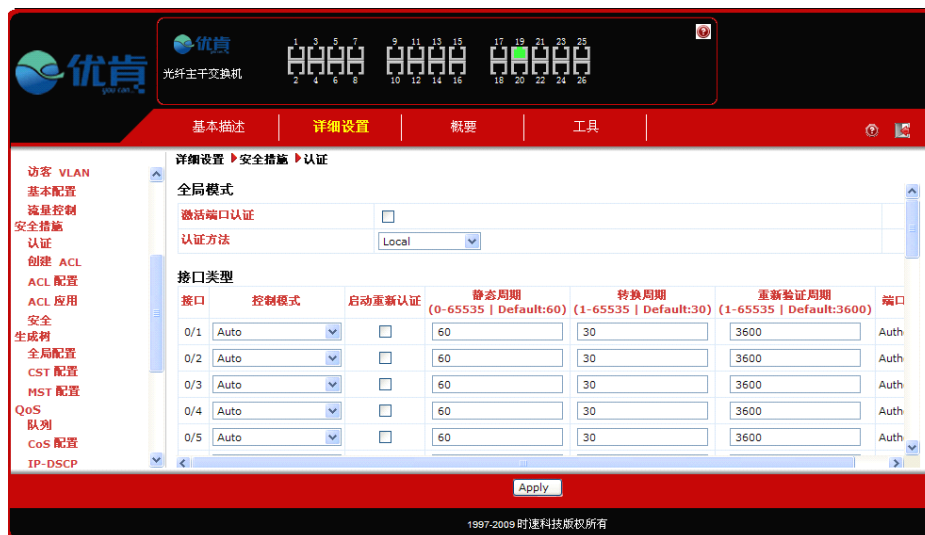 优肯
you can.
优肯
光纤主干交换机
1 3 5 7 9 11 13 15 17 19 21 23 25
2 4 6 8 10 12 14 16 18 20 22 24 26
基本描述 详细设置 概要 工具
访客 VLAN
基本配置
流量控制
安全措施
认证
创建 ACL
ACL 配置
ACL 应用
安全
生成树
全局配置
CST 配置
MST 配置
QoS
队列
CoS 配置
IP-DSCP
详细设置 安全措施 认证
全局模式
激活端口认证
认证方法 Local
接口类型
接口 控制模式 启动重新认证 静态周期 转换周期 重新验证周期 端口
(0-65535 | Default:60) (1-65535 | Default:30) (1-65535 | Default:3600)
0/1 Auto 60 30 3600 Auth
0/2 Auto 60 30 3600 Auth
0/3 Auto 60 30 3600 Auth
0/4 Auto 60 30 3600 Auth
0/5 Auto 60 30 3600 Auth
Apply
1997-2009 时速科技版权所有